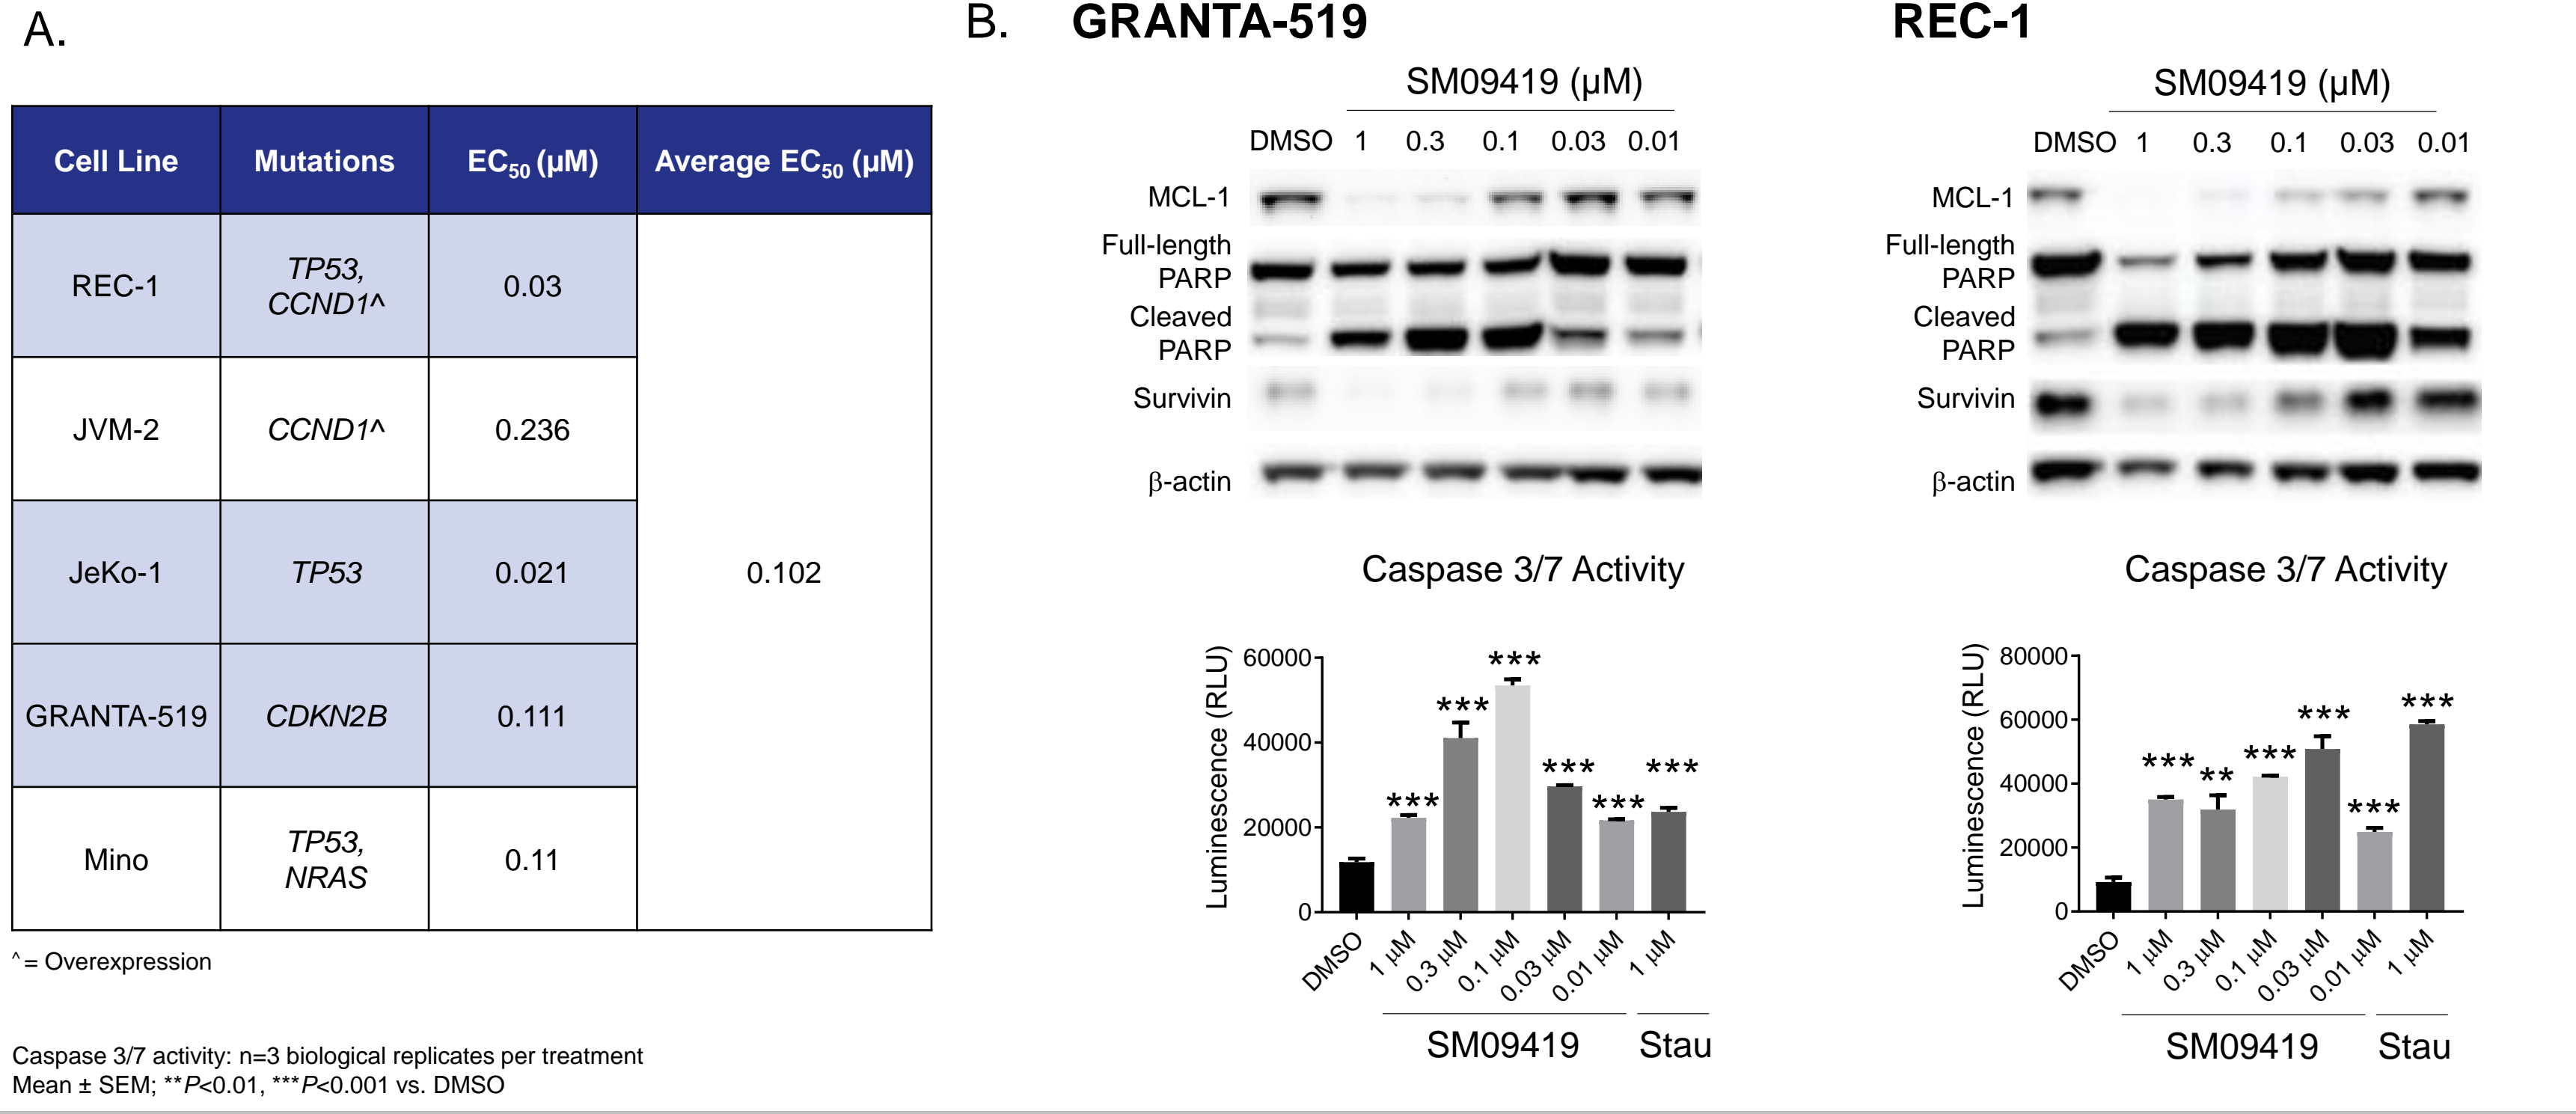 A.
Cell Line Mutations EC50 (µM) Average EC50 (µM)
REC-1 TP53, CCND1^ 0.03
JVM-2 CCND1^ 0.236
JeKo-1 TP53 0.021 0.102
GRANTA-519 CDKN2B 0.111
Mino TP53, NRAS 0.11
^ = Overexpression
Caspase 3/7 activity: n=3 biological replicates per treatment
Mean ± SEM; **P<0.01, ***P<0.001 vs. DMSO
B.
GRANTA-519
SM09419 (µM)
DMSO 1 0.3 0.1 0.03 0.01
MCL-1
Full-length
PARP
Cleaved
PARP
Survivin
β-actin
Caspase 3/7 Activity
Luminescence (RLU)
60000
40000
20000
0
***
***
***
***
***
***
DMSO
1 µM
0.3 µM
0.1 µM
0.03 µM
0.01 µM
1 µM
SM09419 Stau
REC-1
SM09419 (µM)
DMSO 1 0.3 0.1 0.03 0.01
MCL-1
Full-length
PARP
Cleaved
PARP
Survivin
β-actin
Caspase 3/7 Activity
Luminescence (RLU)
80000
60000
40000
20000
0
***
**
***
***
***
***
DMSO
1 µM
0.3 µM
0.1 µM
0.03 µM
0.01 µM
1 µM
SM09419 Stau